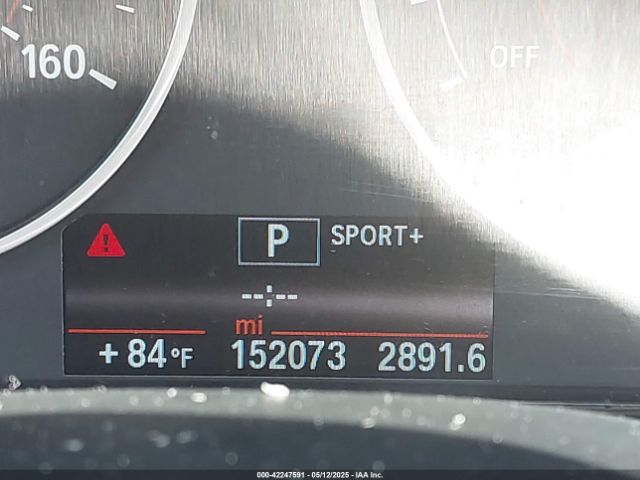 160
OFF
P SPORT+
--:--
mi
+ 84°F 152073 2891.6
000-42247591 - 05/12/2025 - IAA Inc.